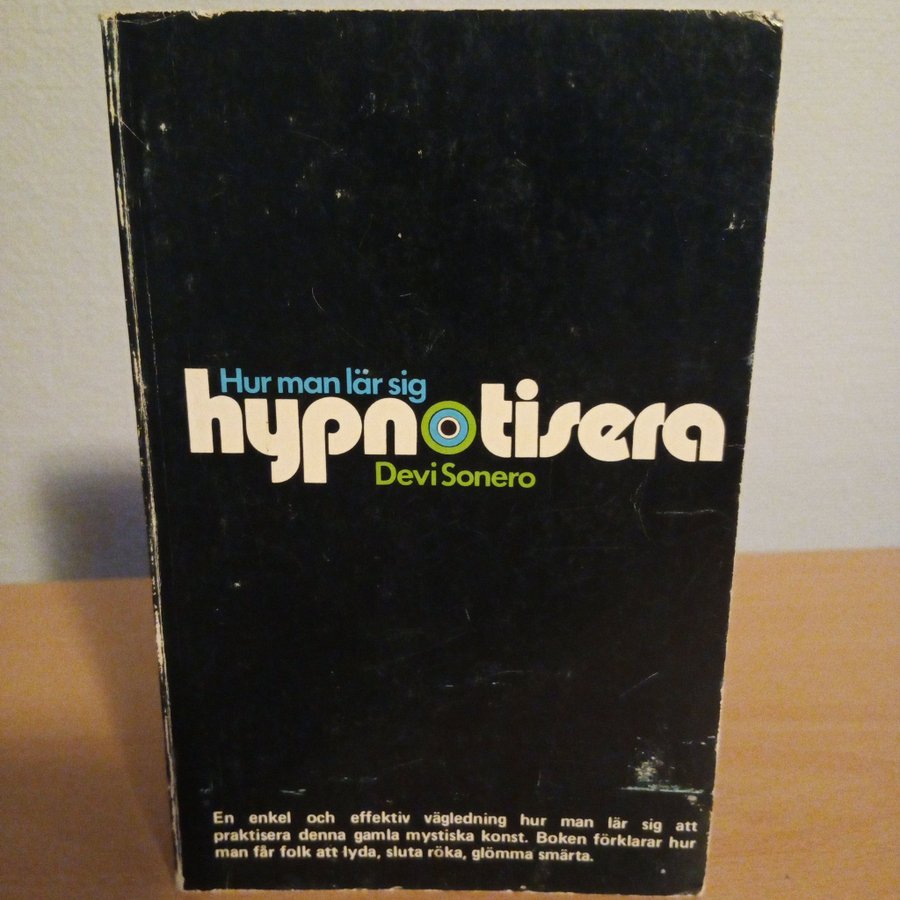 Hur man lär sig
hypnotisera
Devi Sonero
En enkel och effektiv vägledning hur man lär sig att
praktisera denna gamla mystiska konst. Boken förklarar hur
man får folk att lyda, sluta röka, glömma smärta.